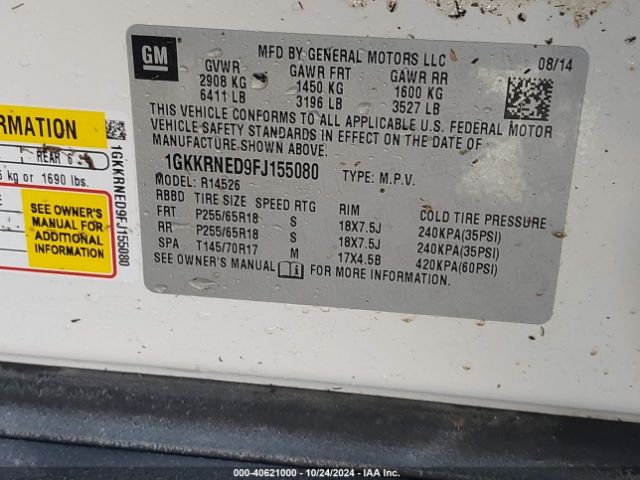 GM
MFD BY GENERAL MOTORS LLC
08/14
GVWR GAWR FRT GAWR RR
2908 KG 1450 KG 1600 KG
6411 LB 3196 LB 3527 LB
THIS VEHICLE CONFORMS TO ALL APPLICABLE U.S. FEDERAL MOTOR
VEHICLE SAFETY STANDARDS IN EFFECT ON THE DATE OF
MANUFACTURE SHOWN ABOVE.
1GKKRNED9FJ155080 TYPE: M.P.V.
MODEL: R14526
RBBD TIRE SIZE SPEED RTG RIM COLD TIRE PRESSURE
FRT P255/65R18 S 18X7.5J 240KPA(35PSI)
RR P255/65R18 S 18X7.5J 240KPA(35PSI)
SPA T145/70R17 M 17X4.5B 420KPA(60PSI)
SEE OWNER'S MANUAL FOR MORE INFORMATION.
ORMATION
REAR 6
kg or 1690 lbs.
SEE OWNER'S
MANUAL FOR
ADDITIONAL
INFORMATION
1GKKRNED9FJ155080
000-40621000 - 10/24/2024 - IAA Inc.